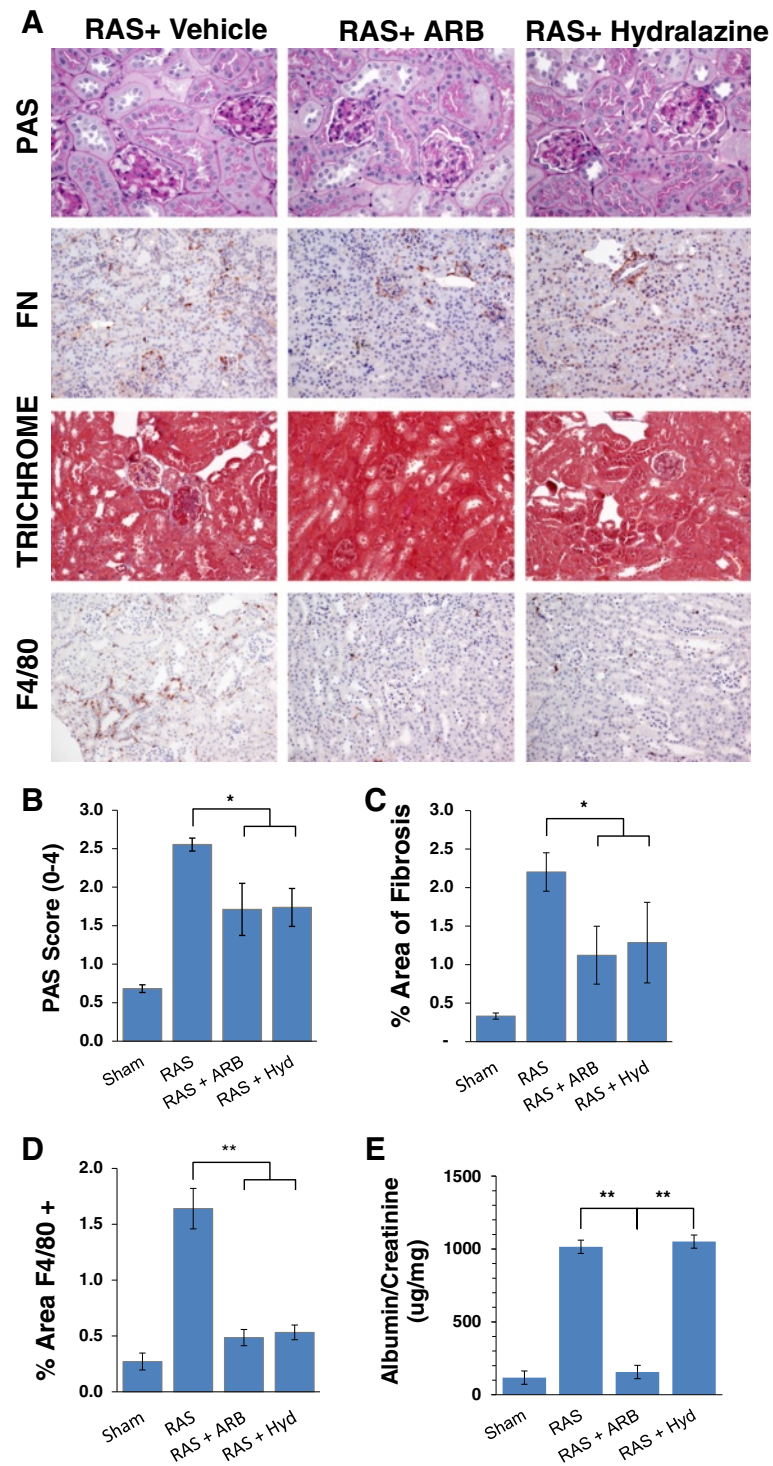 A
RAS+ Vehicle
RAS+ ARB
RAS+ Hydralazine
PAS
FN
TRICHROME
F4/80
B
PAS Score (0-4)
3.0
2.5
2.0
1.5
1.0
0.5
0.0
*
Sham
RAS
RAS + ARB
RAS + Hyd
C
% Area of Fibrosis
3.0
2.5
2.0
1.5
1.0
0.5
-
*
Sham
RAS
RAS + ARB
RAS + Hyd
D
% Area F4/80 +
2.0
1.5
1.0
0.5
0.0
**
Sham
RAS
RAS + ARB
RAS + Hyd
E
Albumin/Creatinine
(ug/mg)
1500
1000
500
0
** **
Sham
RAS
RAS + ARB
RAS + Hyd